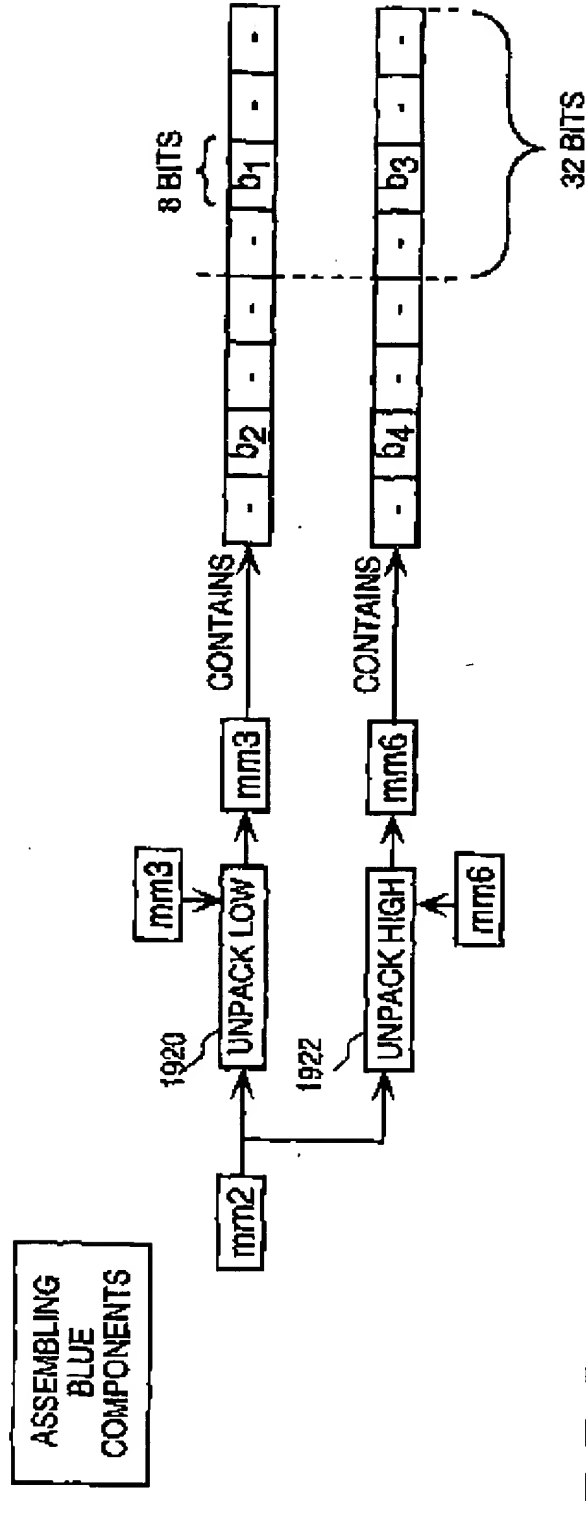 ASSEMBLING
BLUE
COMPONENTS
mm2
1920
UNPACK LOW
mm3
mm3
CONTAINS
- b2 - - - b1 - -
8 BITS
1922
UNPACK HIGH
mm6
mm6
CONTAINS
- b4 - - - b3 - -
32 BITS